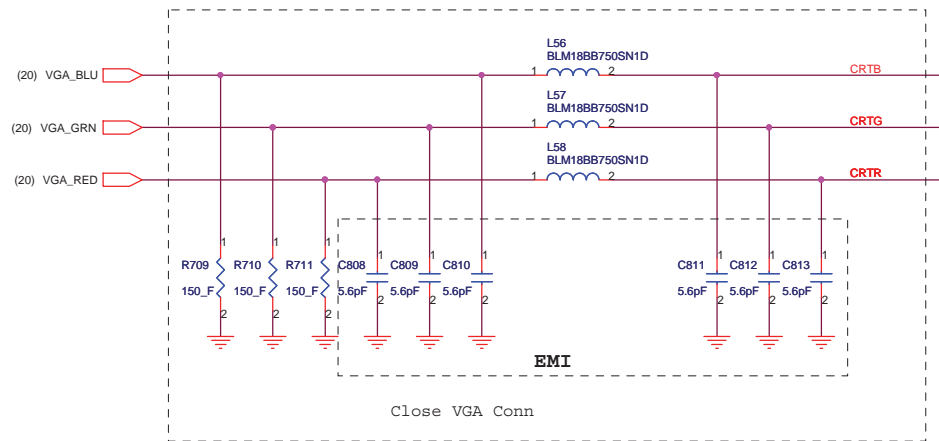 L56
BLM18BB750SN1D
(20) VGA_BLU 1 2 CRTB
L57
BLM18BB750SN1D
(20) VGA_GRN 1 2 CRTG
L58
BLM18BB750SN1D
(20) VGA_RED 1 2 CRTR
1 1 1 1 1 1 1 1 1
R709 R710 R711 C808 C809 C810 C811 C812 C813
150_F 150_F 150_F 5.6pF 5.6pF 5.6pF 5.6pF 5.6pF 5.6pF
2 2 2 2 2 2 2 2 2
EMI
Close VGA Conn